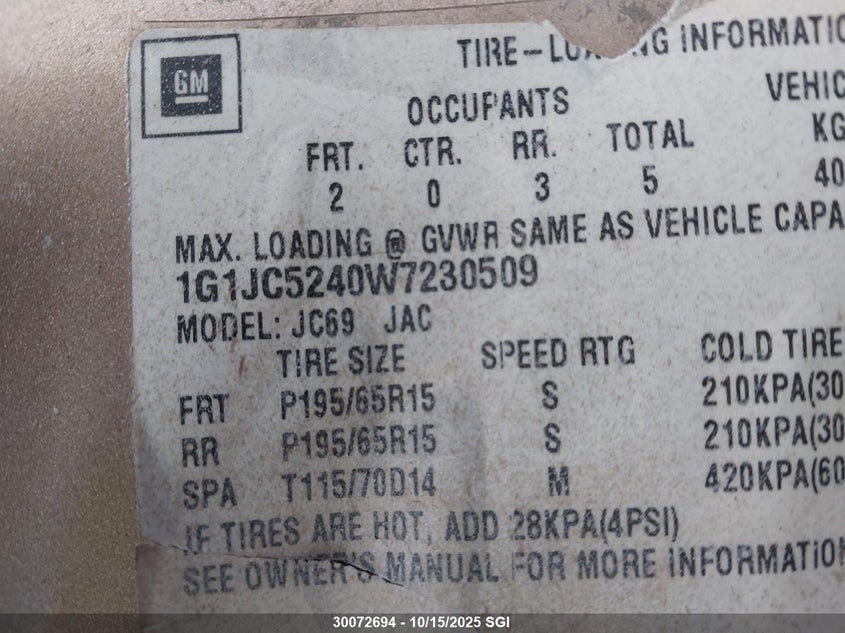 GM
TIRE-LOADING INFORMATIO
OCCUPANTS VEHIC
FRT. CTR. RR. TOTAL KG
2 0 3 5 40
MAX. LOADING @ GVWR SAME AS VEHICLE CAPA
1G1JC5240W7230509
MODEL: JC69 JAC
TIRE SIZE SPEED RTG COLD TIRE
FRT P195/65R15 S 210KPA(30
RR P195/65R15 S 210KPA(30
SPA T115/70D14 M 420KPA(60
IF TIRES ARE HOT, ADD 28KPA(4PSI)
SEE OWNER'S MANUAL FOR MORE INFORMATION
30072694 - 10/15/2025 SGI